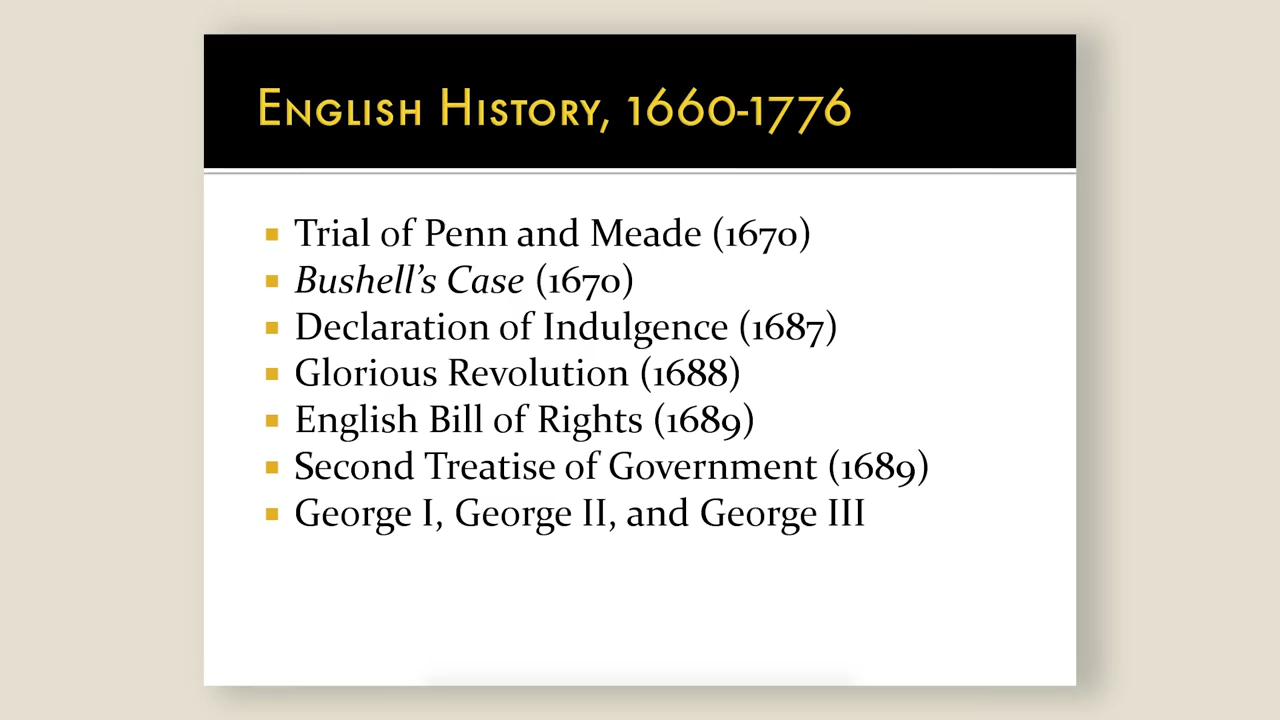 English History, 1660-1776
Trial of Penn and Meade (1670)
Bushell's Case (1670)
Declaration of Indulgence (1687)
Glorious Revolution (1688)
English Bill of Rights (1689)
Second Treatise of Government (1689)
George I, George II, and George III